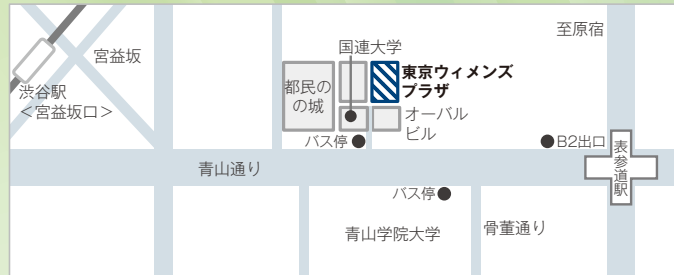 至原宿
国連大学
宮益坂
東京ウィメンズ
プラザ
渋谷駅
<宮益坂口>
都民の
の城
オーバル
ビル
バス停
B2出口
表参道駅
青山通り
バス停
青山学院大学
骨董通り